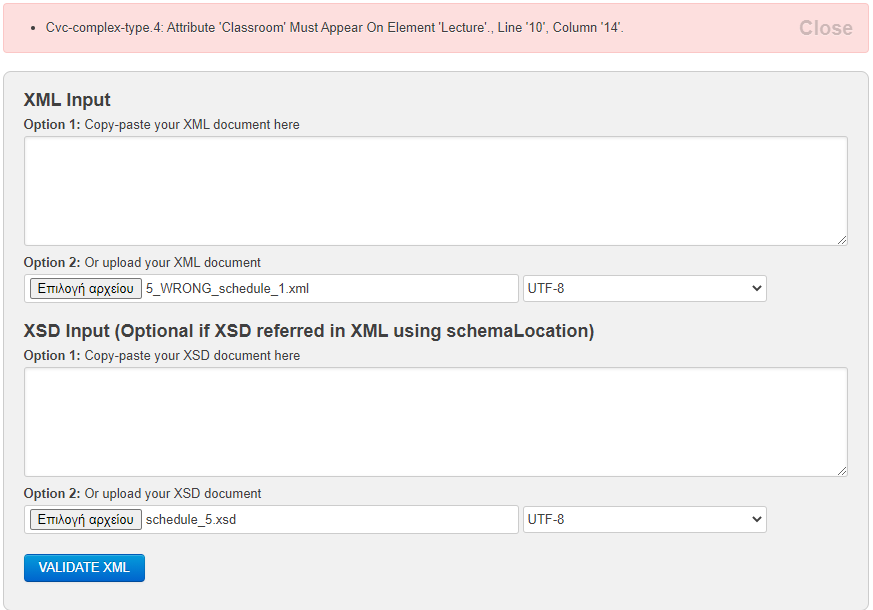 Cvc-complex-type.4: Attribute 'Classroom' Must Appear On Element 'Lecture'., Line '10', Column '14'.
Close
XML Input
Option 1: Copy-paste your XML document here
Option 2: Or upload your XML document
Επιλογή αρχείου 5_WRONG_schedule_1.xml UTF-8
XSD Input (Optional if XSD referred in XML using schemaLocation)
Option 1: Copy-paste your XSD document here
Option 2: Or upload your XSD document
Επιλογή αρχείου schedule_5.xsd UTF-8
VALIDATE XML